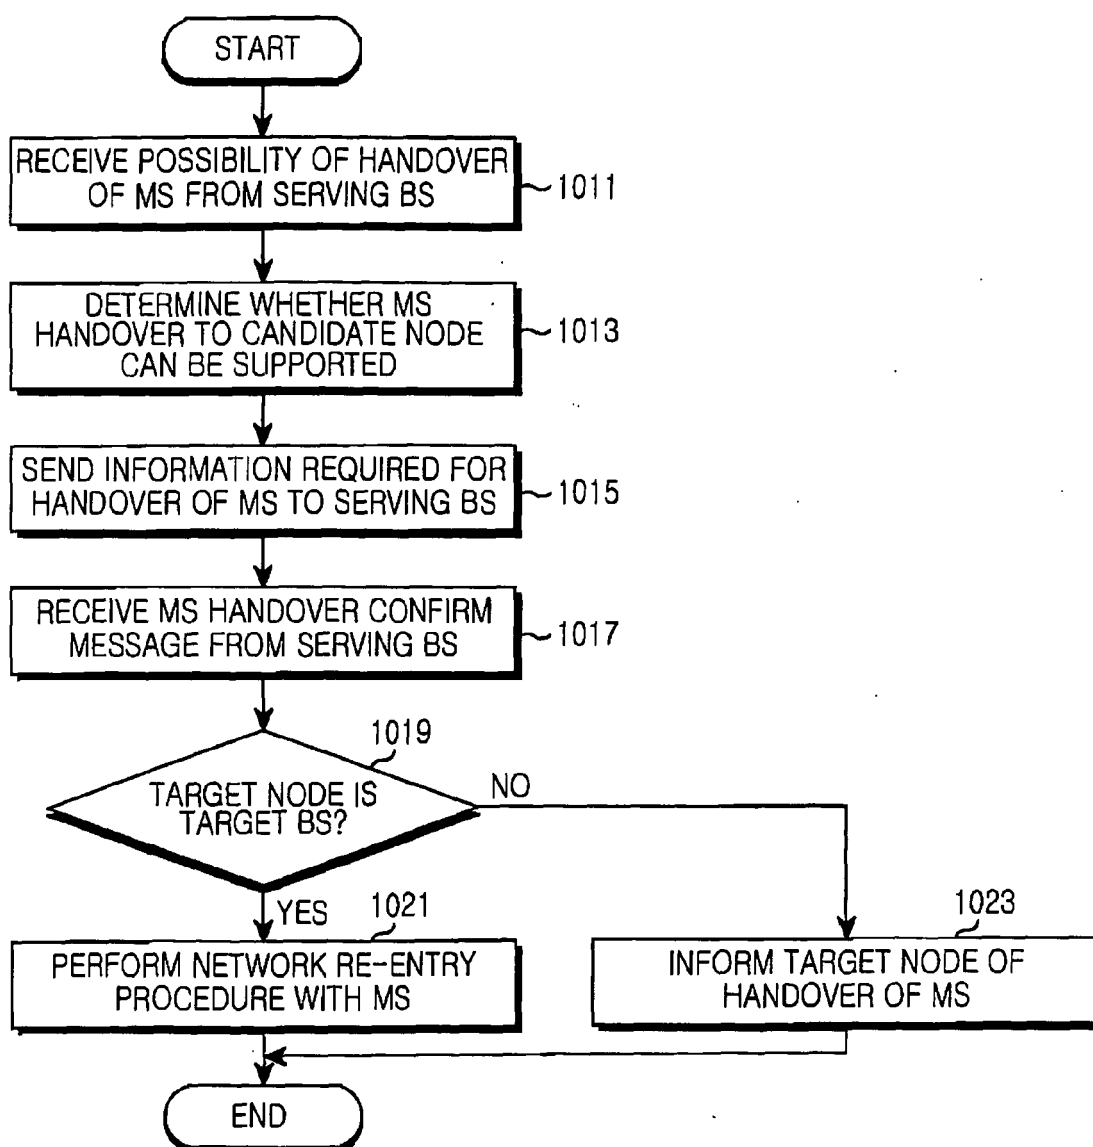 START
RECEIVE POSSIBILITY OF HANDOVER
OF MS FROM SERVING BS
1011
DETERMINE WHETHER MS
HANDOVER TO CANDIDATE NODE
CAN BE SUPPORTED
1013
SEND INFORMATION REQUIRED FOR
HANDOVER OF MS TO SERVING BS
1015
RECEIVE MS HANDOVER CONFIRM
MESSAGE FROM SERVING BS
1017
1019
TARGET NODE IS
TARGET BS?
NO
YES
1021
PERFORM NETWORK RE-ENTRY
PROCEDURE WITH MS
1023
INFORM TARGET NODE OF
HANDOVER OF MS
END